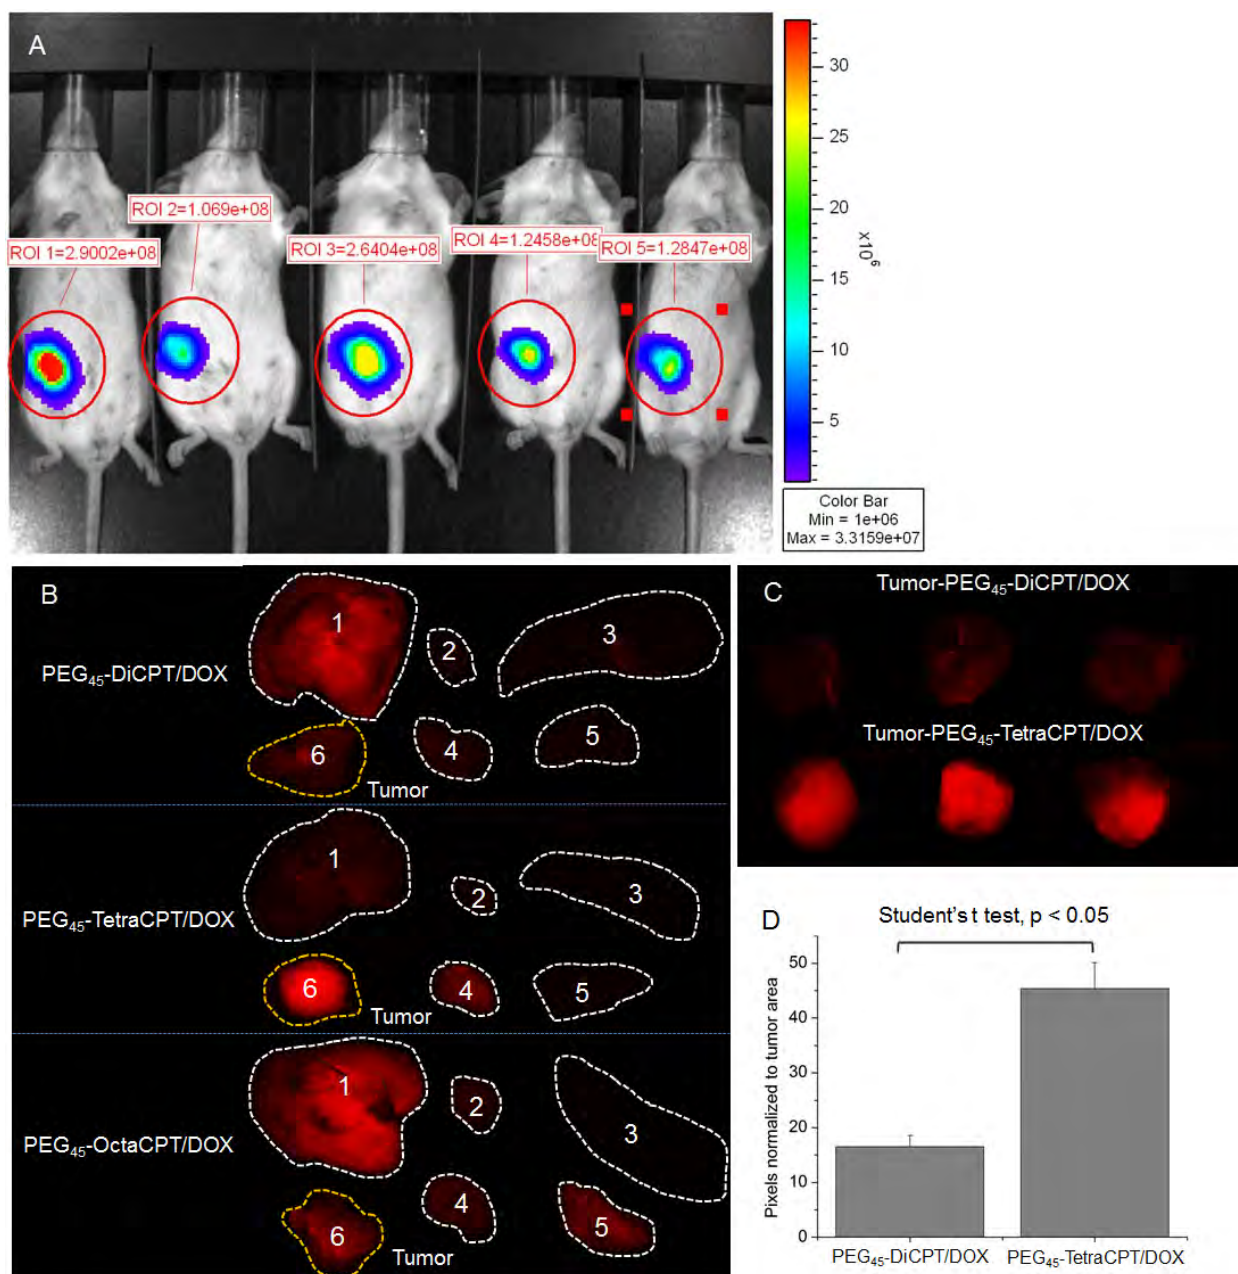 A
ROI 1=2.9002e+08
ROI 2=1.069e+08
ROI 3=2.6404e+08
ROI 4=1.2458e+08
ROI 5=1.2847e+08
30
25
20
15
10
5
x10⁶
Color Bar
Min = 1e+06
Max = 3.3159e+07
B
PEG₄₅-DiCPT/DOX
1
2
3
6
4
5
Tumor
PEG₄₅-TetraCPT/DOX
1
2
3
6
4
5
Tumor
PEG₄₅-OctaCPT/DOX
1
2
3
6
4
5
Tumor
C
Tumor-PEG₄₅-DiCPT/DOX
Tumor-PEG₄₅-TetraCPT/DOX
D
Student's t test, p < 0.05
Pixels normalized to tumor area
50
45
40
30
20
10
0
PEG₄₅-DiCPT/DOX
PEG₄₅-TetraCPT/DOX